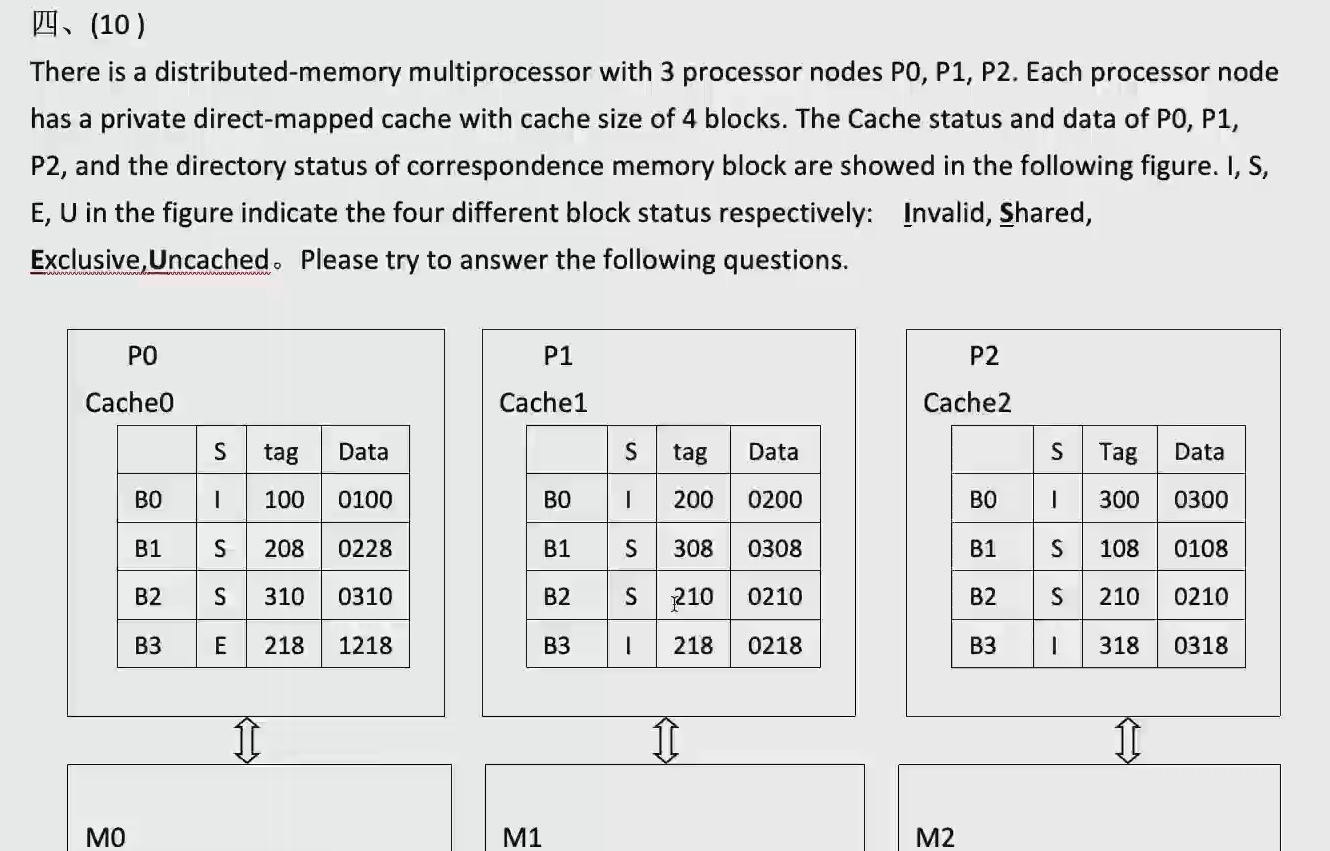 四、(10 )
There is a distributed-memory multiprocessor with 3 processor nodes P0, P1, P2. Each processor node
has a private direct-mapped cache with cache size of 4 blocks. The Cache status and data of P0, P1,
P2, and the directory status of correspondence memory block are showed in the following figure. I, S,
E, U in the figure indicate the four different block status respectively: Invalid, Shared,
Exclusive,Uncached。 Please try to answer the following questions.
P0
Cache0
S tag Data
B0 I 100 0100
B1 S 208 0228
B2 S 310 0310
B3 E 218 1218
P1
Cache1
S tag Data
B0 I 200 0200
B1 S 308 0308
B2 S 210 0210
B3 I 218 0218
P2
Cache2
S Tag Data
B0 I 300 0300
B1 S 108 0108
B2 S 210 0210
B3 I 318 0318
M0
M1
M2